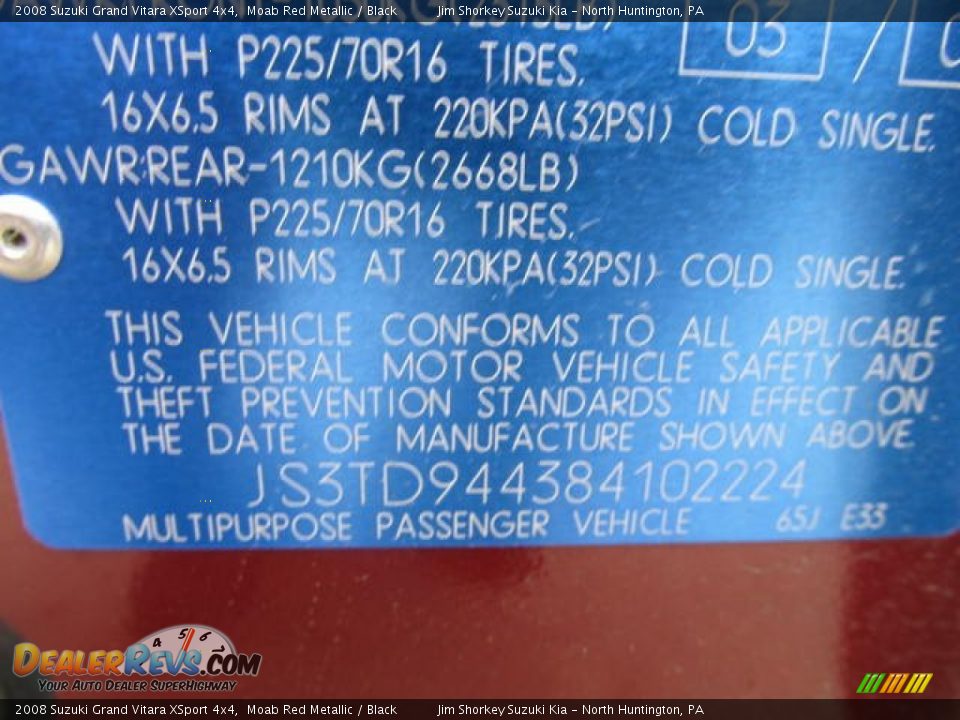 2008 Suzuki Grand Vitara XSport 4x4, Moab Red Metallic / Black Jim Shorkey Suzuki Kia - North Huntington, PA
WITH P225/70R16 TIRES, 03 /
16X6.5 RIMS AT 220KPA(32PSI) COLD SINGLE.
GAWR:REAR-1210KG(2668LB)
WITH P225/70R16 TIRES,
16X6.5 RIMS AT 220KPA(32PSI) COLD SINGLE.
THIS VEHICLE CONFORMS TO ALL APPLICABLE
U.S. FEDERAL MOTOR VEHICLE SAFETY AND
THEFT PREVENTION STANDARDS IN EFFECT ON
THE DATE OF MANUFACTURE SHOWN ABOVE.
JS3TD944384102224
MULTIPURPOSE PASSENGER VEHICLE 65J E33
4 5 6
DEALERREVS.COM
YOUR AUTO DEALER SUPERHIGHWAY
2008 Suzuki Grand Vitara XSport 4x4, Moab Red Metallic / Black Jim Shorkey Suzuki Kia - North Huntington, PA